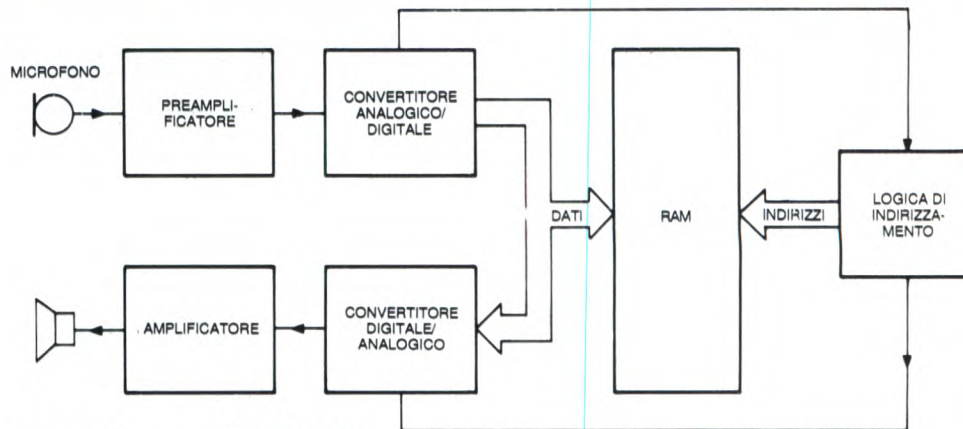 MICROFONO
PREAMPLI-
FICATORE
CONVERTITORE
ANALOGICO/
DIGITALE
DATI
RAM
INDIRIZZI
LOGICA DI
INDIRIZZA-
MENTO
AMPLIFICATORE
CONVERTITORE
DIGITALE/
ANALOGICO